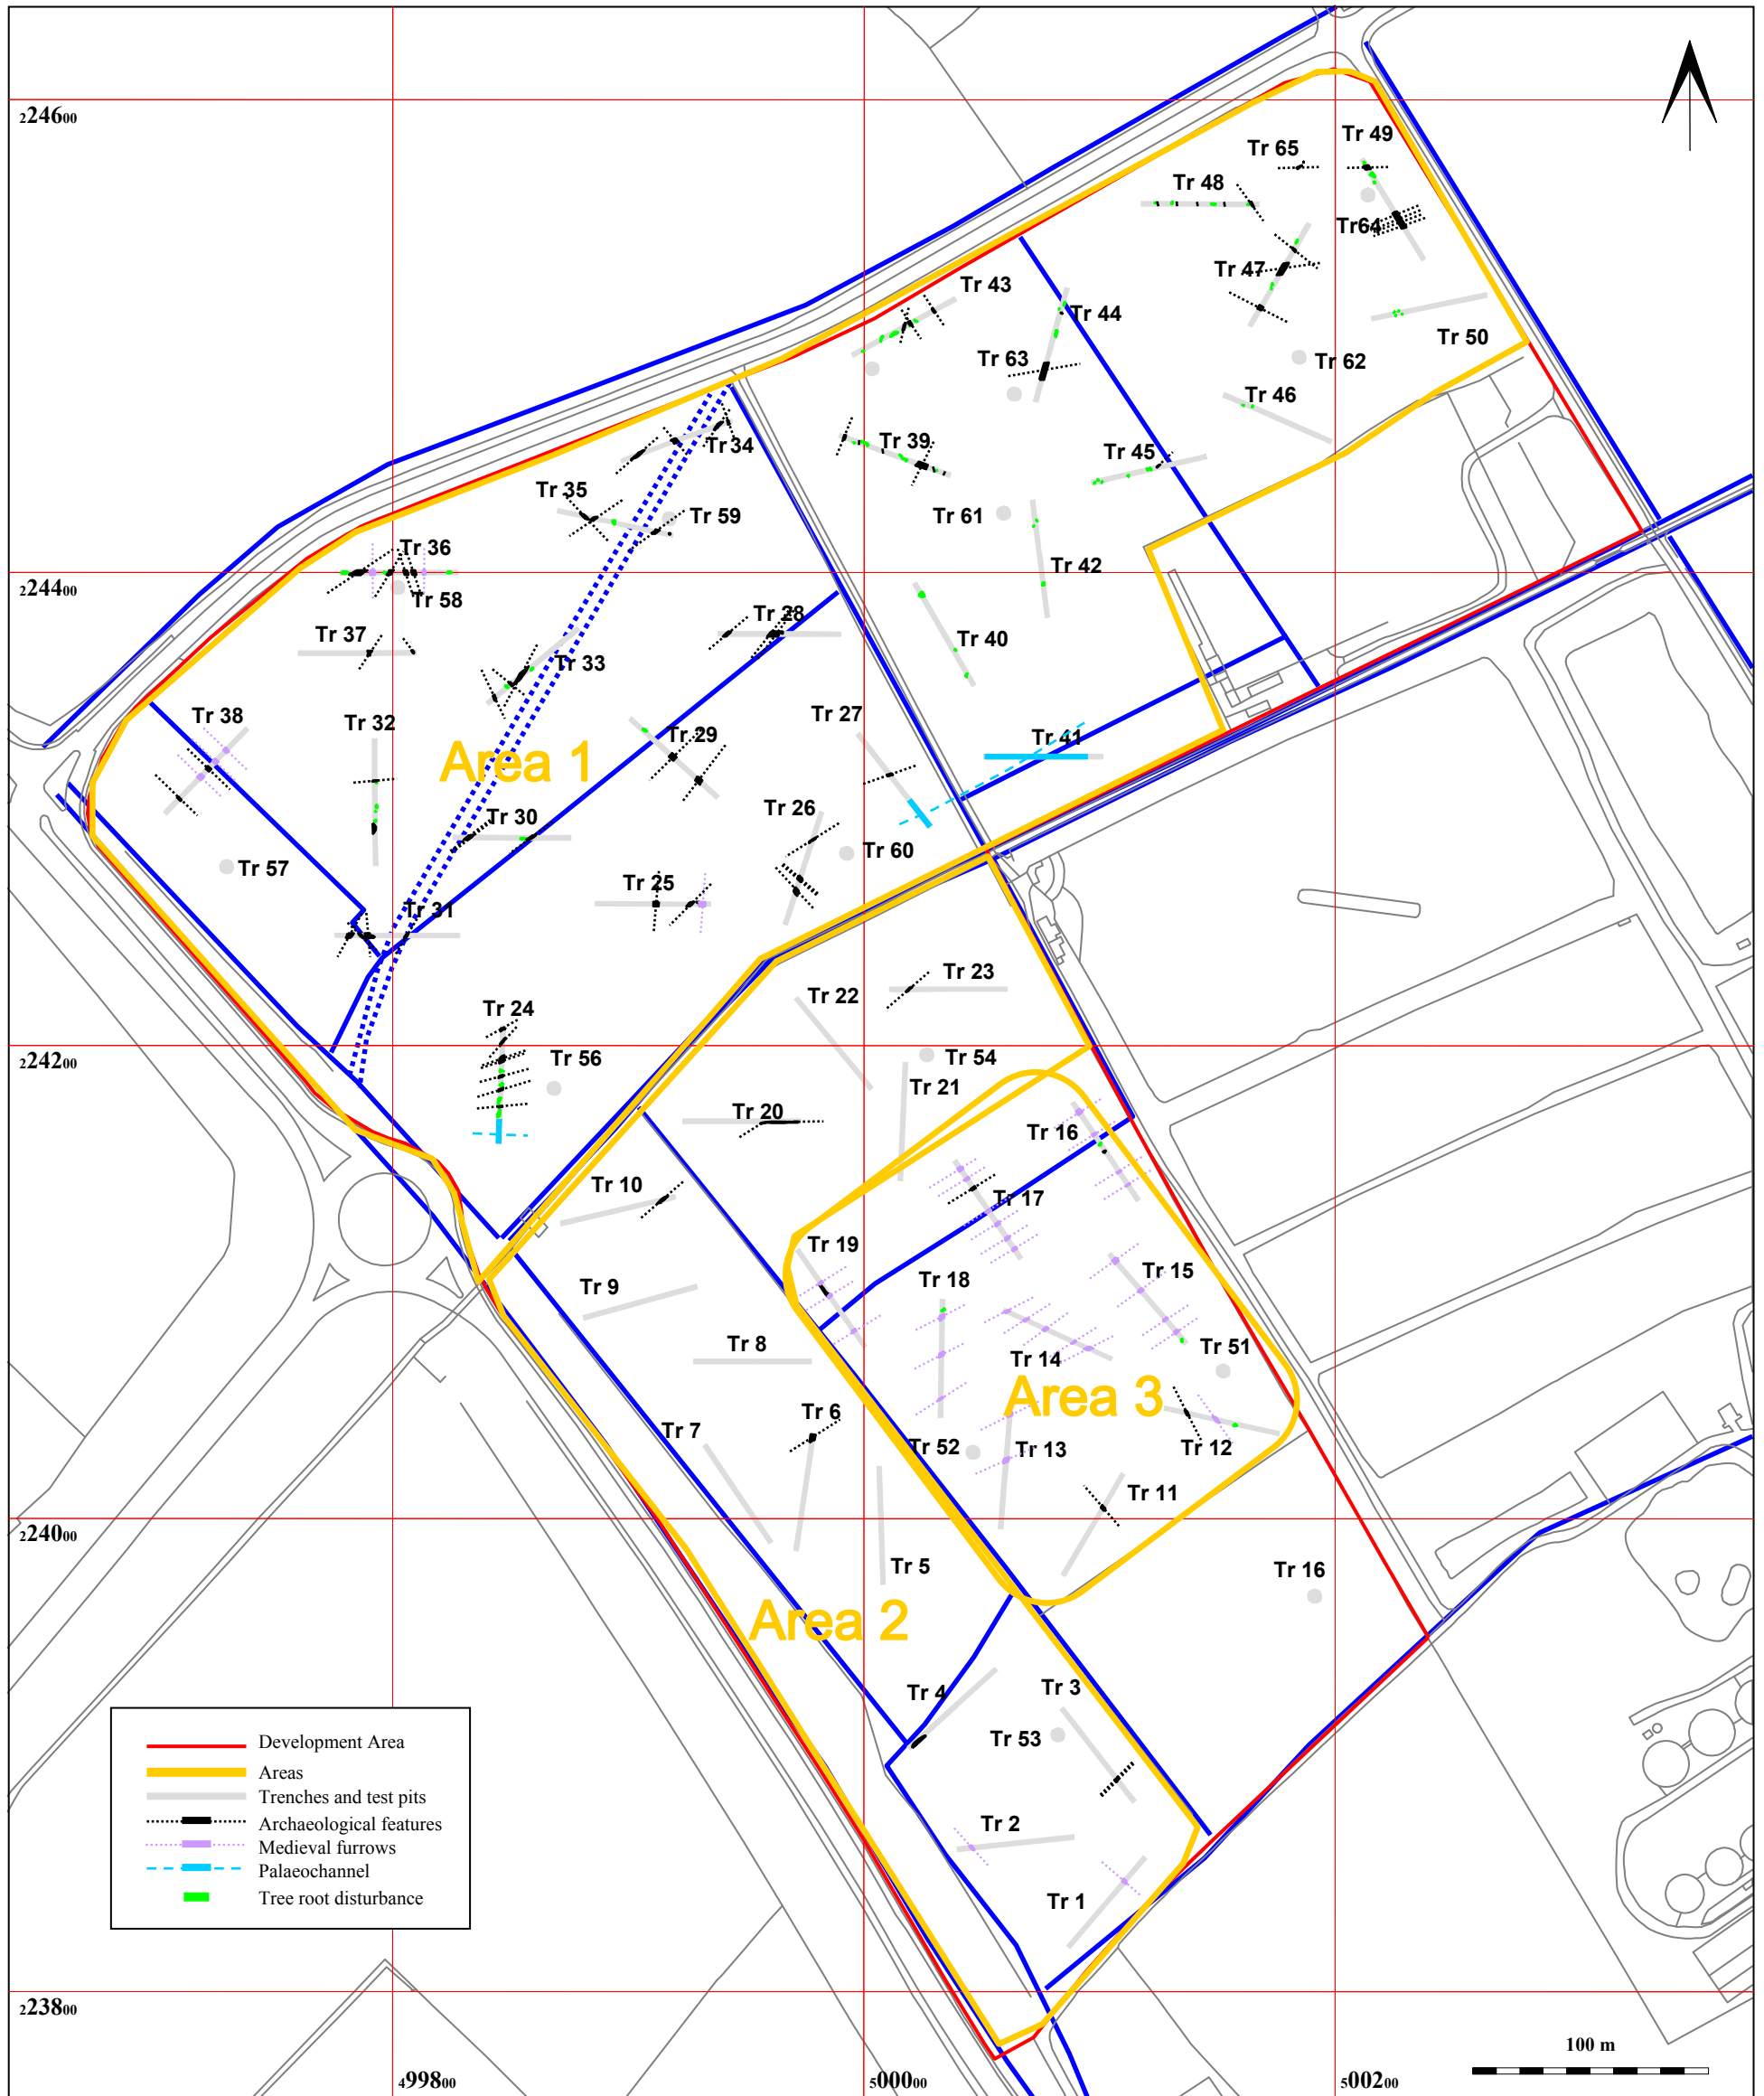 224600
Tr 49
Tr 65
Tr 48
Tr64
Tr 47
Tr 43
Tr 44
Tr 50
Tr 63
Tr 62
Tr 46
Tr 39
Tr 34
Tr 45
Tr 35
Tr 59
Tr 61
Tr 36
224400
Tr 42
Tr 58
Tr 28
Tr 37
Tr 40
Tr 33
Tr 27
Tr 38
Tr 32
Tr 29
Tr 41
Area 1
Tr 30
Tr 26
Tr 60
Tr 57
Tr 25
Tr 31
Tr 23
Tr 22
Tr 24
224200
Tr 56
Tr 54
Tr 21
Tr 20
Tr 16
Tr 10
Tr 17
Tr 19
Tr 15
Tr 18
Tr 9
Tr 8
Tr 14
Tr 51
Area 3
Tr 6
Tr 7
Tr 52
Tr 13
Tr 12
Tr 11
224000
Tr 5
Tr 16
Area 2
Tr 4
Tr 3
Tr 53
Tr 2
Tr 1
Development Area
Areas
Trenches and test pits
Archaeological features
Medieval furrows
Palaeochannel
Tree root disturbance
223800
100 m
499800
500000
500200